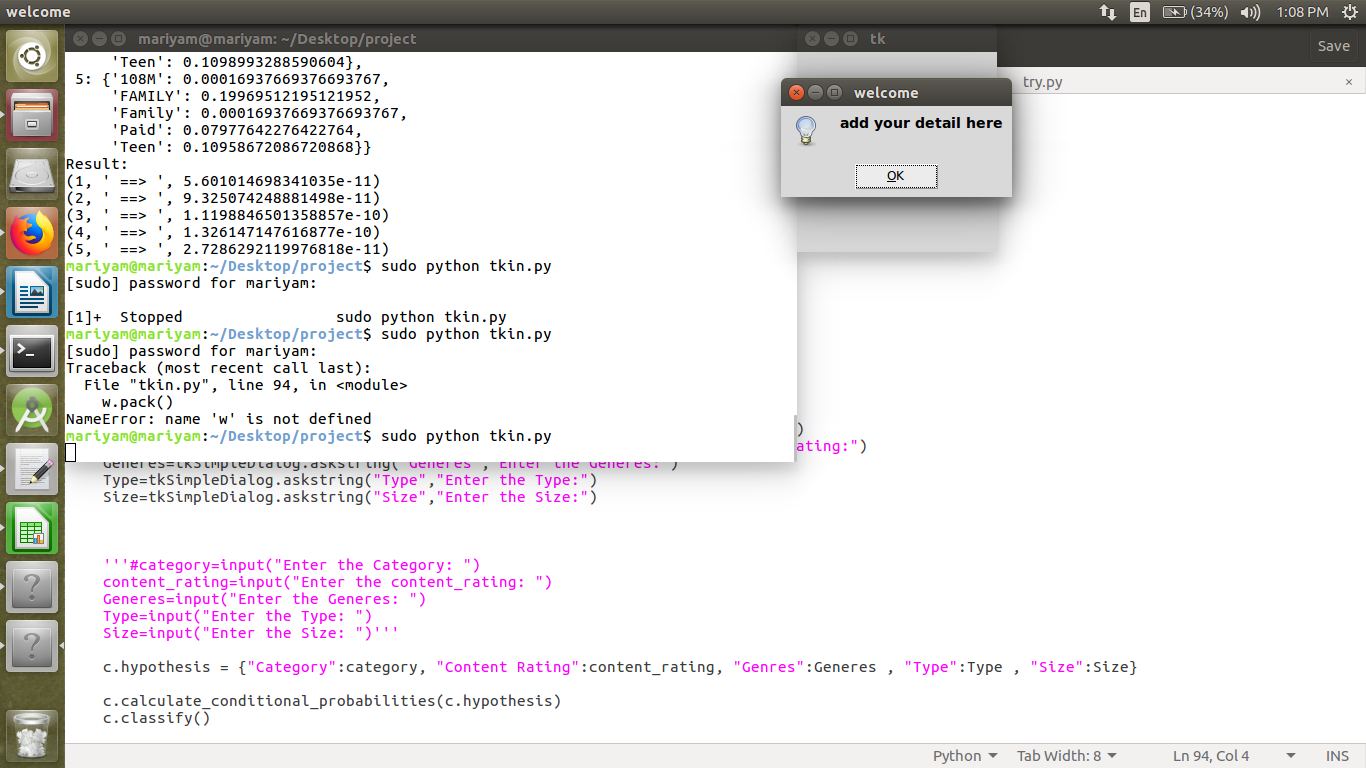 welcome
En
(34%)
1:08 PM
mariyam@mariyam: ~/Desktop/project
tk
Save
try.py
×
welcome
add your detail here
OK
'Teen': 0.1098993288590604},
5: {'108M': 0.00016937669376693767,
'FAMILY': 0.19969512195121952,
'Family': 0.00016937669376693767,
'Paid': 0.07977642276422764,
'Teen': 0.10958672086720868}}
Result:
(1, ' ==> ', 5.601014698341035e-11)
(2, ' ==> ', 9.325074248881498e-11)
(3, ' ==> ', 1.1198846501358857e-10)
(4, ' ==> ', 1.326147147616877e-10)
(5, ' ==> ', 2.7286292119976818e-11)
mariyam@mariyam:~/Desktop/project$ sudo python tkin.py
[sudo] password for mariyam:
[1]+  Stopped                 sudo python tkin.py
mariyam@mariyam:~/Desktop/project$ sudo python tkin.py
[sudo] password for mariyam:
Traceback (most recent call last):
File "tkin.py", line 94, in <module>
w.pack()
NameError: name 'w' is not defined
mariyam@mariyam:~/Desktop/project$ sudo python tkin.py
)
ating:")
Generes=tkSimpleDialog.askstring("Generes","Enter the Generes:")
Type=tkSimpleDialog.askstring("Type","Enter the Type:")
Size=tkSimpleDialog.askstring("Size","Enter the Size:")
'''#category=input("Enter the Category: ")
content_rating=input("Enter the content_rating: ")
Generes=input("Enter the Generes: ")
Type=input("Enter the Type: ")
Size=input("Enter the Size: ")'''
c.hypothesis = {"Category":category, "Content Rating":content_rating, "Genres":Generes , "Type":Type , "Size":Size}
c.calculate_conditional_probabilities(c.hypothesis)
c.classify()
Python
Tab Width: 8
Ln 94, Col 4
INS